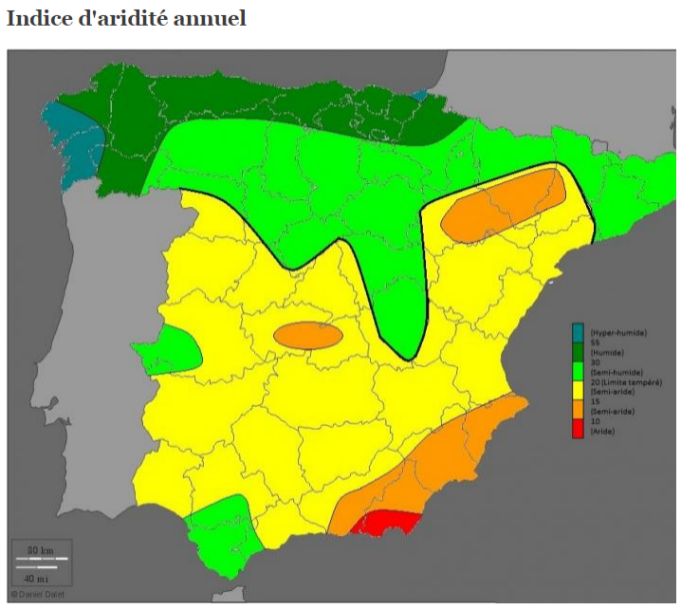 Indice d'aridité annuel
(Hyper-humide)
55
(Humide)
30
(Semi-humide)
20 (Limite tempéré)
(Semi-aride)
15
(Semi-aride)
10
(Aride)
80 km
40 mi
© Daniel Dalet